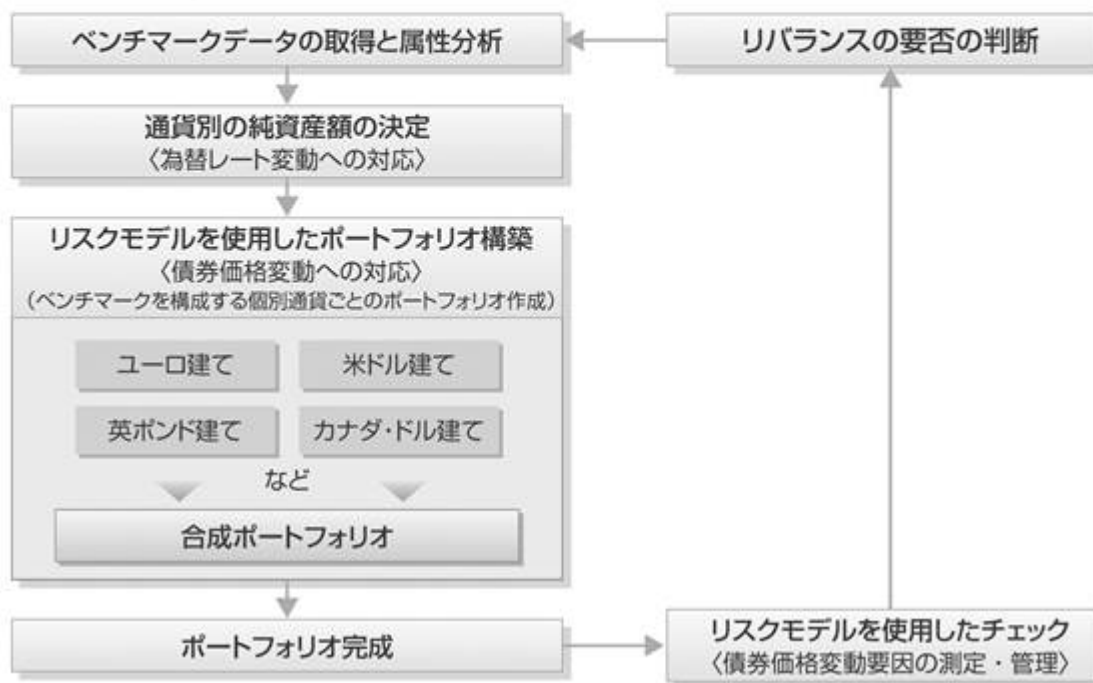 ベンチマークデータの取得と属性分析
リバランスの要否の判断
通貨別の純資産額の決定
〈為替レート変動への対応〉
リスクモデルを使用したポートフォリオ構築
〈債券価格変動への対応〉
(ベンチマークを構成する個別通貨ごとのポートフォリオ作成)
ユーロ建て
米ドル建て
英ポンド建て
カナダ・ドル建て
など
合成ポートフォリオ
ポートフォリオ完成
リスクモデルを使用したチェック
〈債券価格変動要因の測定・管理〉